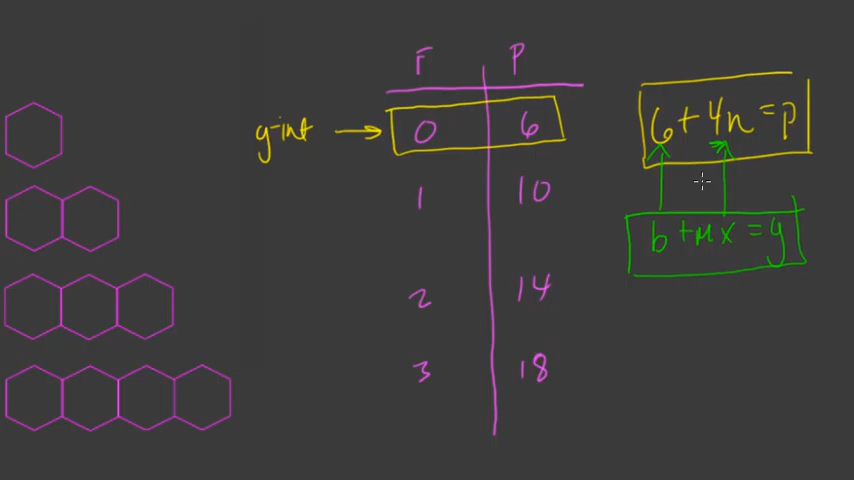 F P
y-int → 0 6
1 10
2 14
3 18
6 + 4n = p
b + mx = y